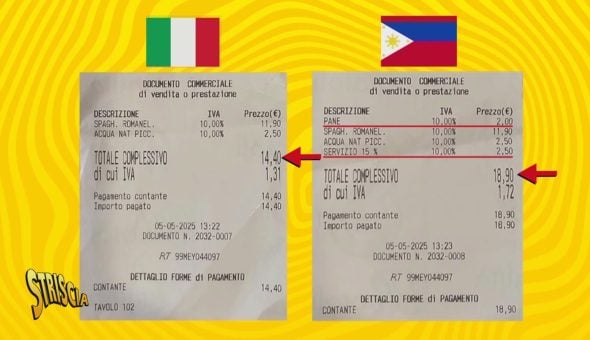 DOCUMENTO COMMERCIALE
di vendita o prestazione
DESCRIZIONE IVA Prezzo(€)
SPAGH. ROMANEL. 10,00% 11,90
ACQUA NAT PICC. 10,00% 2,50
TOTALE COMPLESSIVO 14,40
di cui IVA 1,31
Pagamento contante 14,40
Importo pagato 14,40
05-05-2025 13:22
DOCUMENTO N. 2032-0007
RT 99MEY044097
DETTAGLIO FORME di PAGAMENTO
CONTANTE 14,40
TAVOLO 102
STRISCIA
DOCUMENTO COMMERCIALE
di vendita o prestazione
DESCRIZIONE IVA Prezzo(€)
PANE 10,00% 2,00
SPAGH. ROMANEL. 10,00% 11,90
ACQUA NAT PICC. 10,00% 2,50
SERVIZIO 15 % 10,00% 2,50
TOTALE COMPLESSIVO 18,90
di cui IVA 1,72
Pagamento contante 18,90
Importo pagato 18,90
05-05-2025 13:23
DOCUMENTO N. 2032-0008
RT 99MEY044097
DETTAGLIO FORME di PAGAMENTO
CONTANTE 18,90